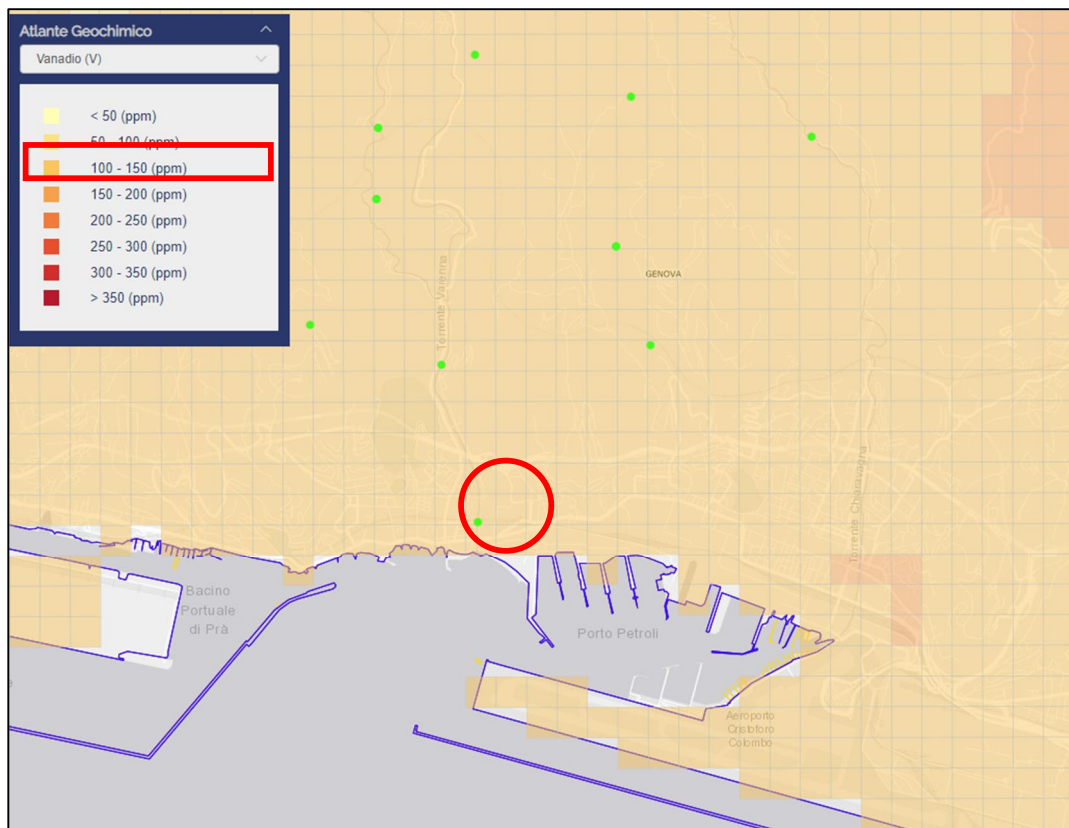 Atlante Geochimico
Vanadio (V)
< 50 (ppm)
50 - 100 (ppm)
100 - 150 (ppm)
150 - 200 (ppm)
200 - 250 (ppm)
250 - 300 (ppm)
300 - 350 (ppm)
> 350 (ppm)
GENOVA
Torrente Varenna
Torrente Chiaravagna
Bacino
Portuale
di Prà
Porto Petroli
Aeroporto
Cristoforo
Colombo